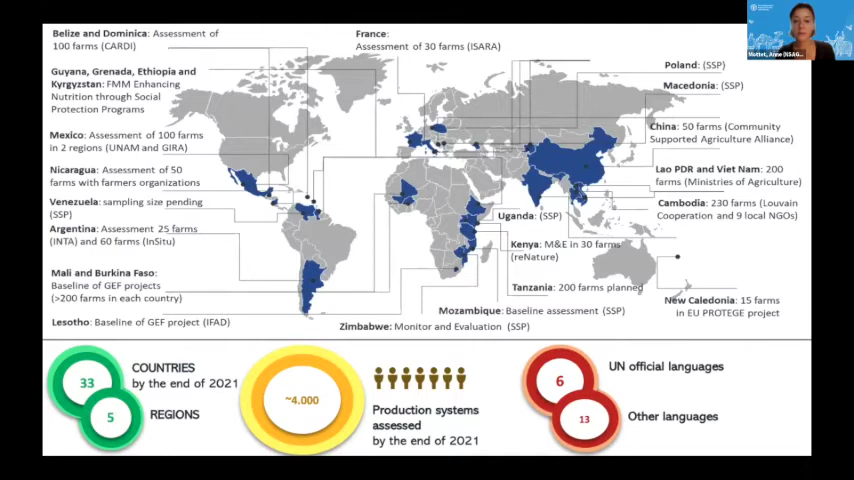 Belize and Dominica: Assessment of
100 farms (CARDI)
Guyana, Grenada, Ethiopia and
Kyrgyzstan: FMM Enhancing
Nutrition through Social
Protection Programs
Mexico: Assessment of 100 farms
in 2 regions (UNAM and GIRA)
Nicaragua: Assessment of 50
farms with farmers organizations
Venezuela: sampling size pending
(SSP)
Argentina: Assessment 25 farms
(INTA) and 60 farms (InSitu)
Mali and Burkina Faso:
Baseline of GEF projects
(>200 farms in each country)
Lesotho: Baseline of GEF project (IFAD)
France:
Assessment of 30 farms (ISARA)
Poland: (SSP)
Macedonia: (SSP)
China: 50 farms (Community
Supported Agriculture Alliance)
Lao PDR and Viet Nam: 200
farms (Ministries of Agriculture)
Cambodia: 230 farms (Louvain
Cooperation and 9 local NGOs)
Uganda: (SSP)
Kenya: M&E in 30 farms
(reNature)
Tanzania: 200 farms planned
New Caledonia: 15 farms
in EU PROTEGE project
Mozambique: Baseline assessment (SSP)
Zimbabwe: Monitor and Evaluation (SSP)
33
COUNTRIES
by the end of 2021
5
REGIONS
~4.000
Production systems
assessed
by the end of 2021
6
UN official languages
13
Other languages
Mottet, Anne (NSAG...